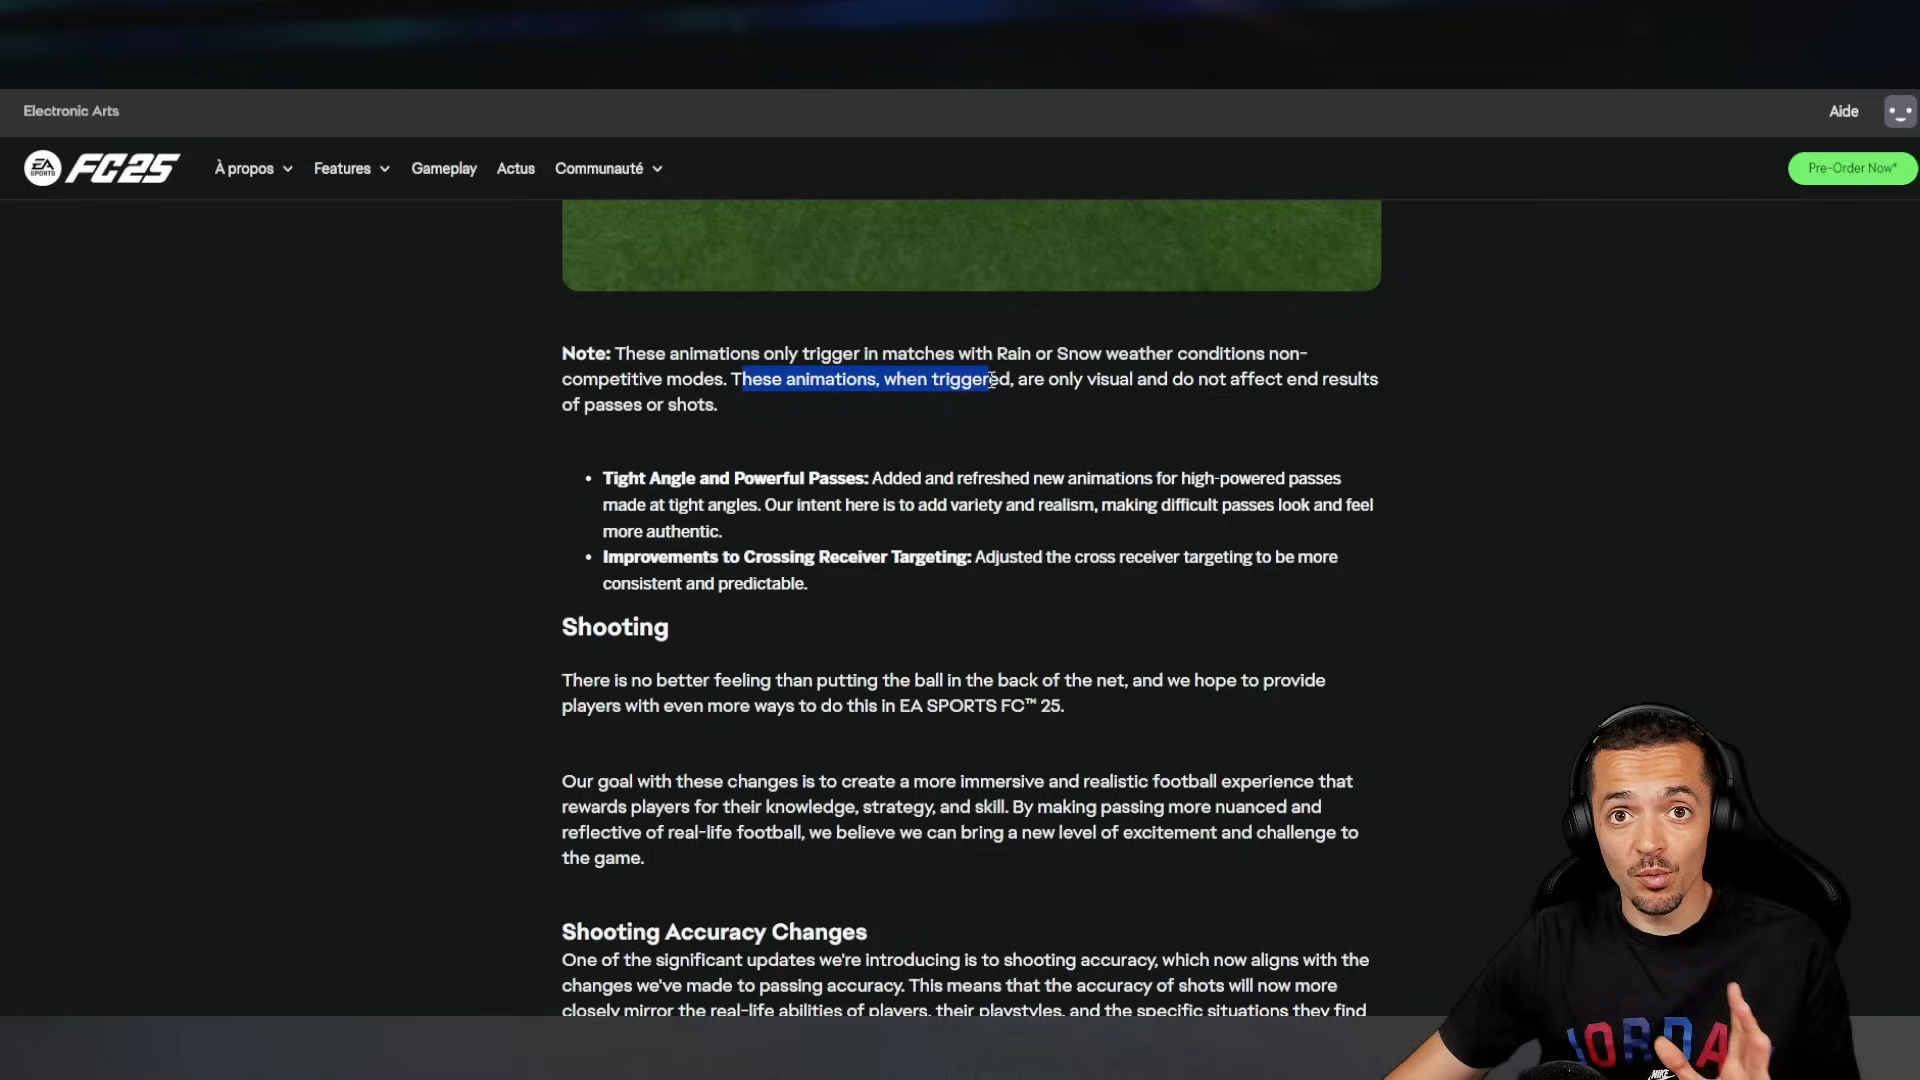 Electronic Arts
Aide
EA SPORTS FC25
À propos
Features
Gameplay
Actus
Communauté
Pre-Order Now*
Note: These animations only trigger in matches with Rain or Snow weather conditions non-
competitive modes. These animations, when triggered, are only visual and do not affect end results
of passes or shots.
• Tight Angle and Powerful Passes: Added and refreshed new animations for high-powered passes
made at tight angles. Our intent here is to add variety and realism, making difficult passes look and feel
more authentic.
• Improvements to Crossing Receiver Targeting: Adjusted the cross receiver targeting to be more
consistent and predictable.
Shooting
There is no better feeling than putting the ball in the back of the net, and we hope to provide
players with even more ways to do this in EA SPORTS FC™ 25.
Our goal with these changes is to create a more immersive and realistic football experience that
rewards players for their knowledge, strategy, and skill. By making passing more nuanced and
reflective of real-life football, we believe we can bring a new level of excitement and challenge to
the game.
Shooting Accuracy Changes
One of the significant updates we're introducing is to shooting accuracy, which now aligns with the
changes we've made to passing accuracy. This means that the accuracy of shots will now more
closely mirror the real-life abilities of players, their playstyles, and the specific situations they find
JORDA
NIKE